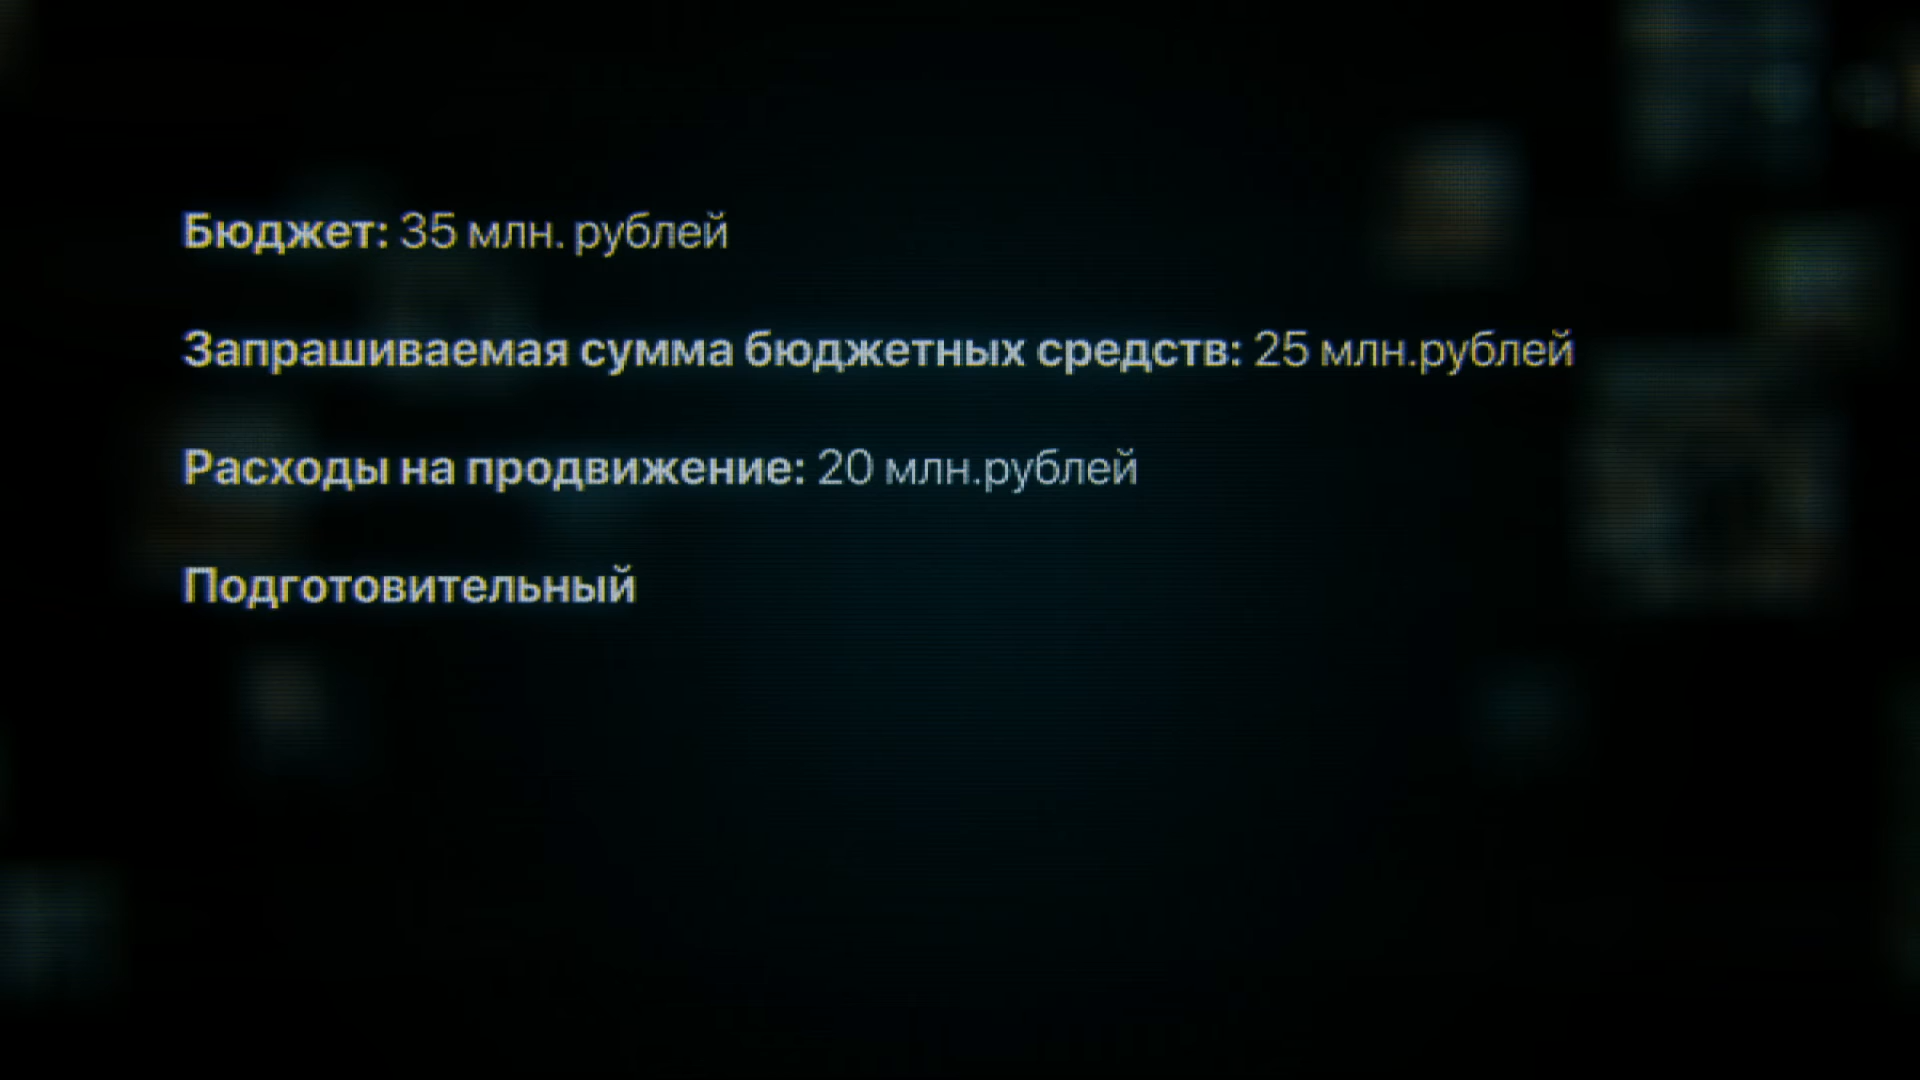 Бюджет: 35 млн. рублей
Запрашиваемая сумма бюджетных средств: 25 млн.рублей
Расходы на продвижение: 20 млн.рублей
Подготовительный